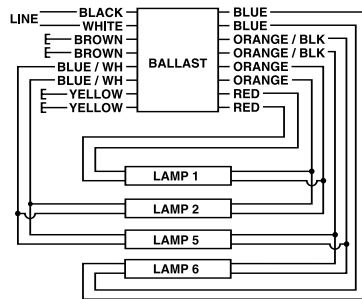 LINE
BLACK
WHITE
BROWN
BROWN
BLUE / WH
BLUE / WH
YELLOW
YELLOW
BALLAST
BLUE
BLUE
ORANGE / BLK
ORANGE / BLK
ORANGE
ORANGE
RED
RED
LAMP 1
LAMP 2
LAMP 5
LAMP 6